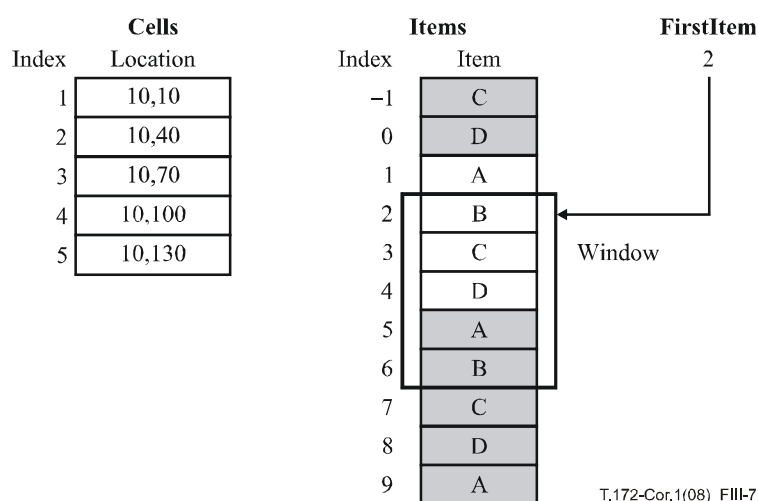 Cells Items FirstItem
Index Location Index Item 2
1 10,10 −1 C
2 10,40 0 D
3 10,70 1 A
4 10,100 2 B
5 10,130 3 C Window
4 D
5 A
6 B
7 C
8 D
9 A
T.172-Cor.1(08)_FIII-7